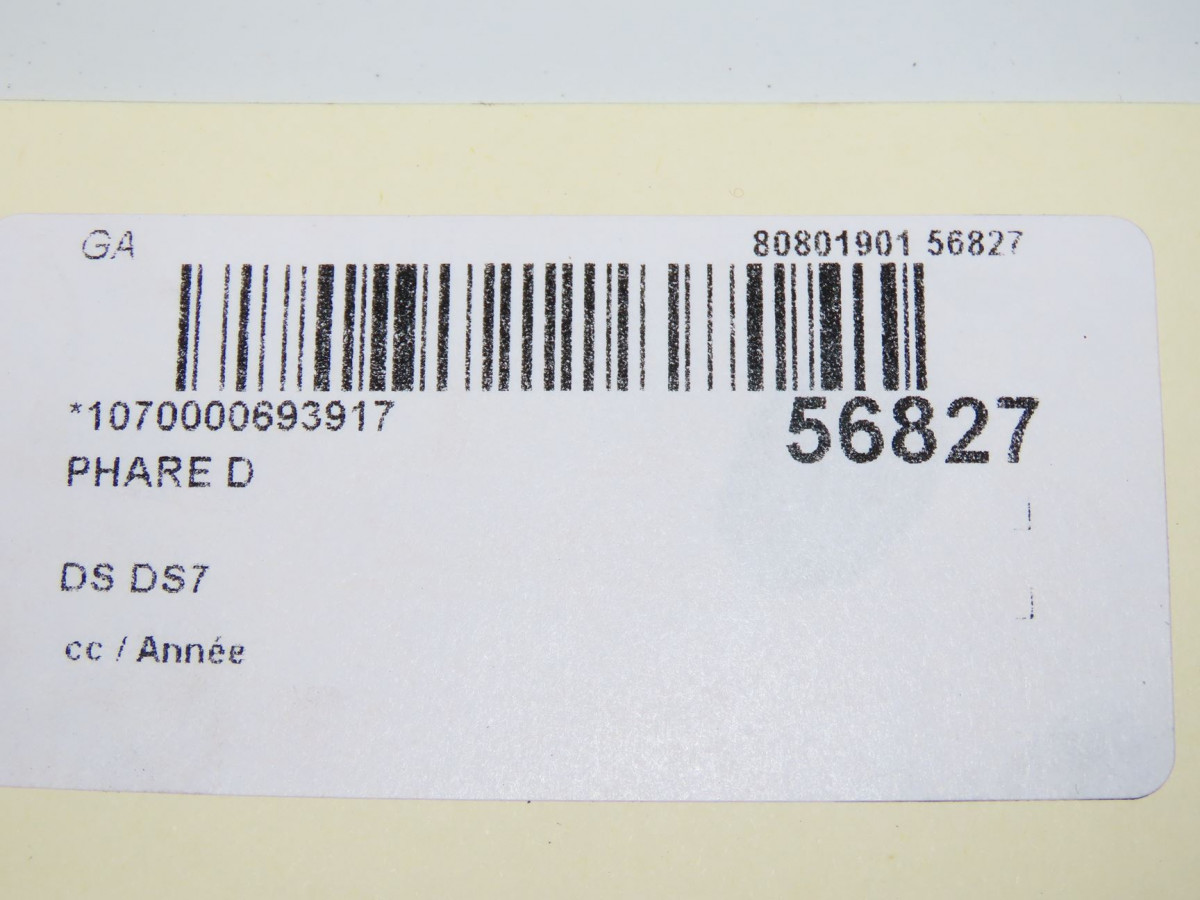 GA 80801901 56827
*1070000693917
56827
PHARE D
DS DS7
cc / Année